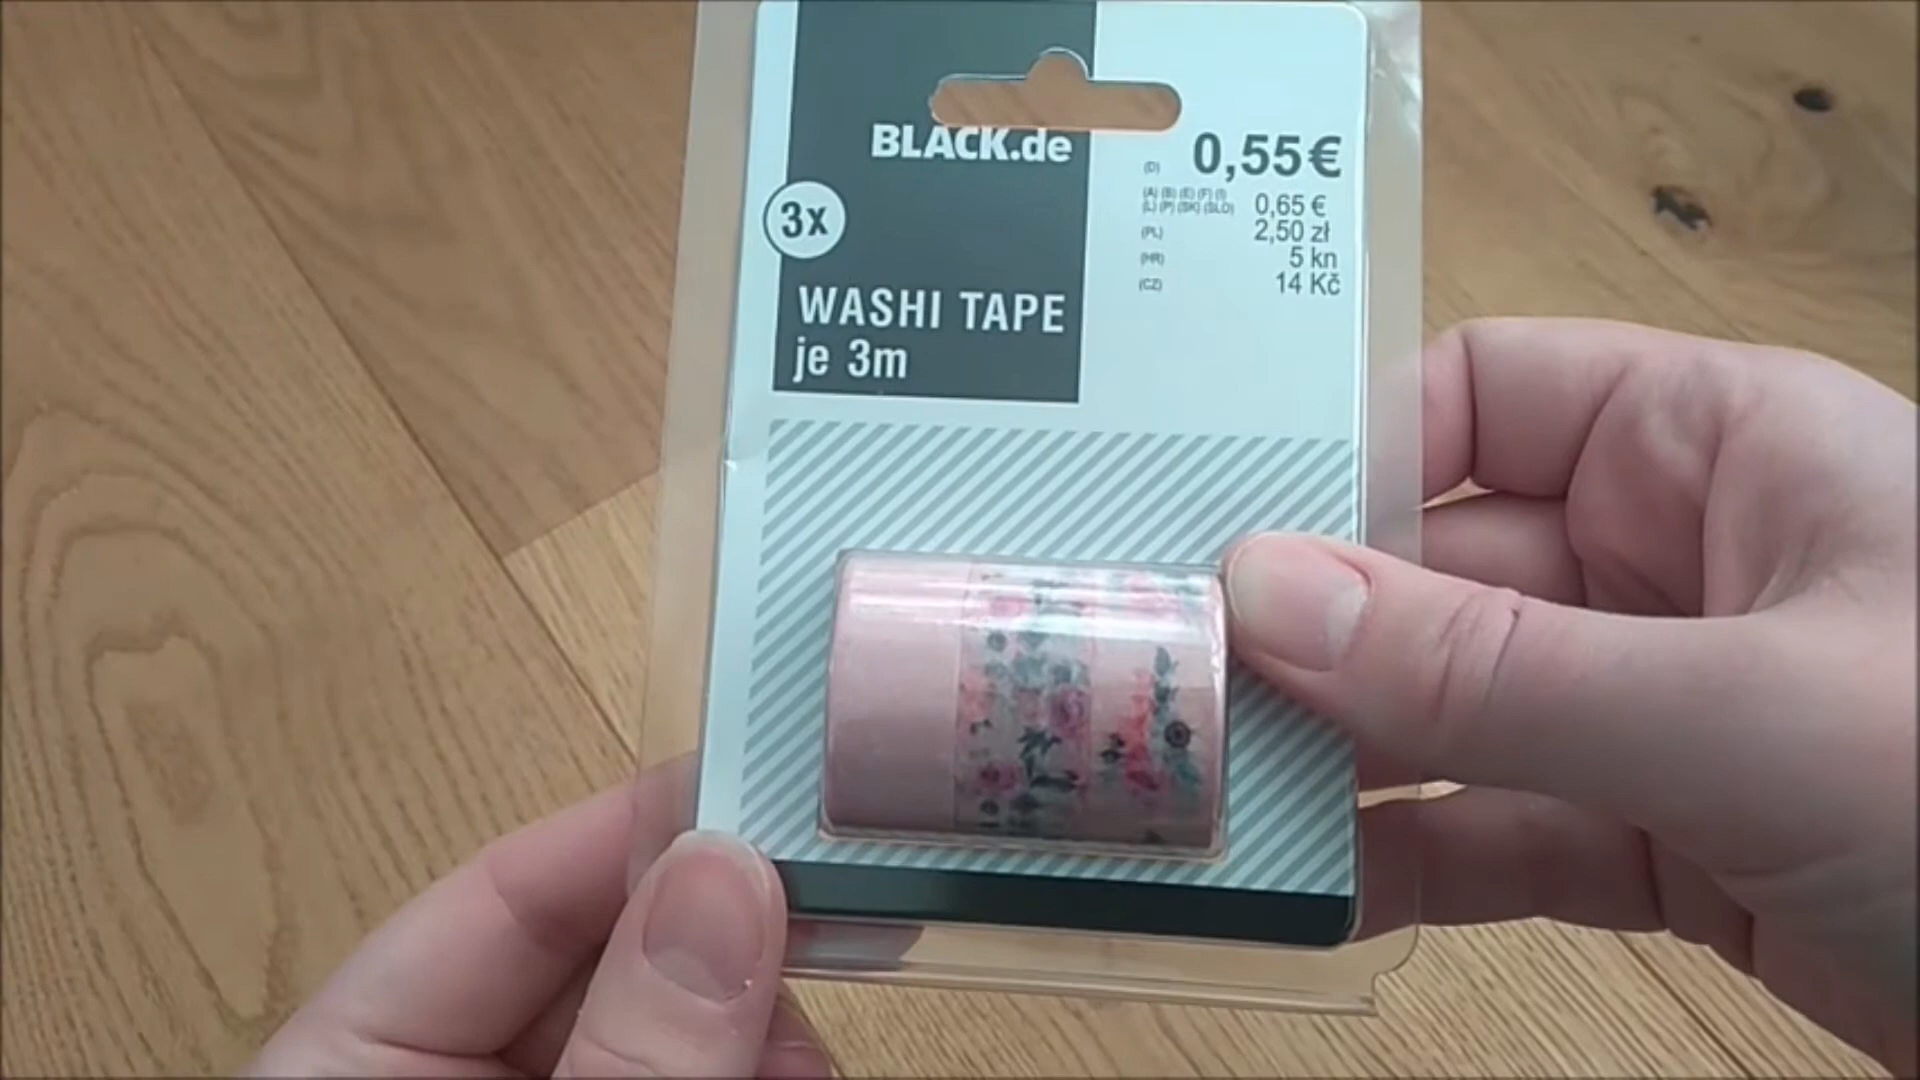 BLACK.de
3x
WASHI TAPE
je 3m
(D) 0,55€
(A) (B) (E) (F) (I)
(L) (P) (SK) (SLO) 0,65 €
(PL) 2,50 zł
(HR) 5 kn
(CZ) 14 Kč